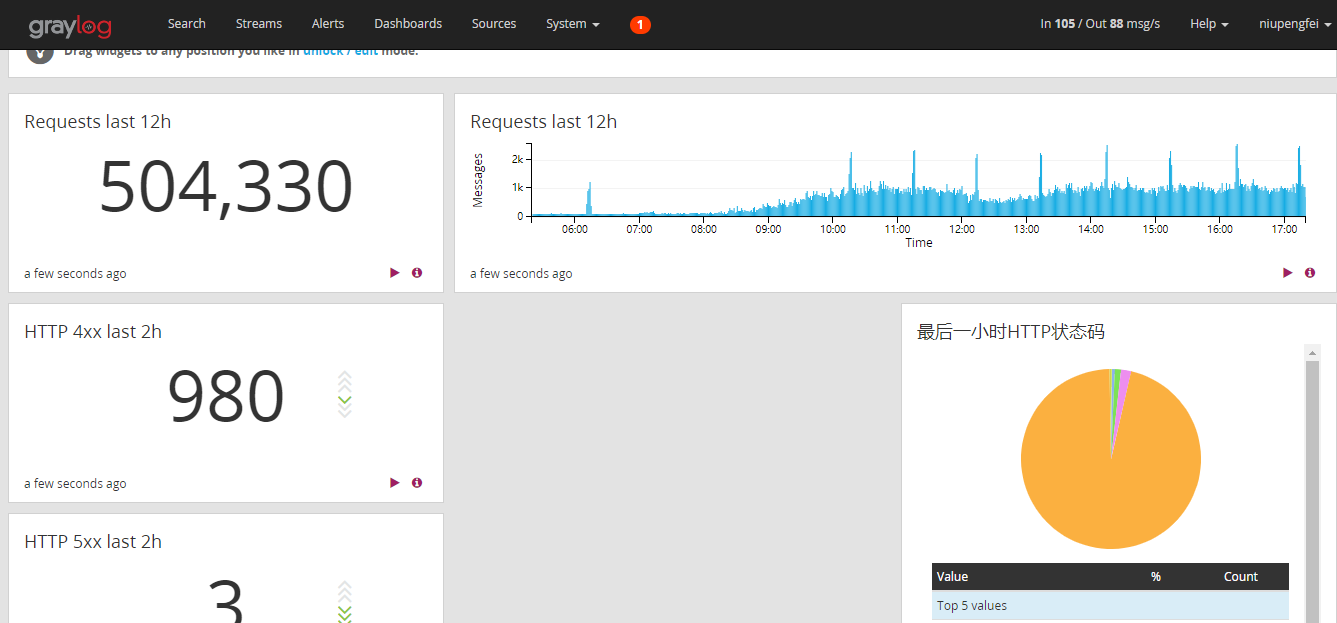 graylog Search Streams Alerts Dashboards Sources System 1 In 105 / Out 88 msg/s Help niupengfei
Drag widgets to any position you like in unlock / edit mode.
Requests last 12h
504,330
a few seconds ago
Requests last 12h
Messages
2k
1k
0
06:00 07:00 08:00 09:00 10:00 11:00 12:00 13:00 14:00 15:00 16:00 17:00
Time
a few seconds ago
HTTP 4xx last 2h
980
a few seconds ago
最后一小时HTTP状态码
Value % Count
Top 5 values
HTTP 5xx last 2h
3